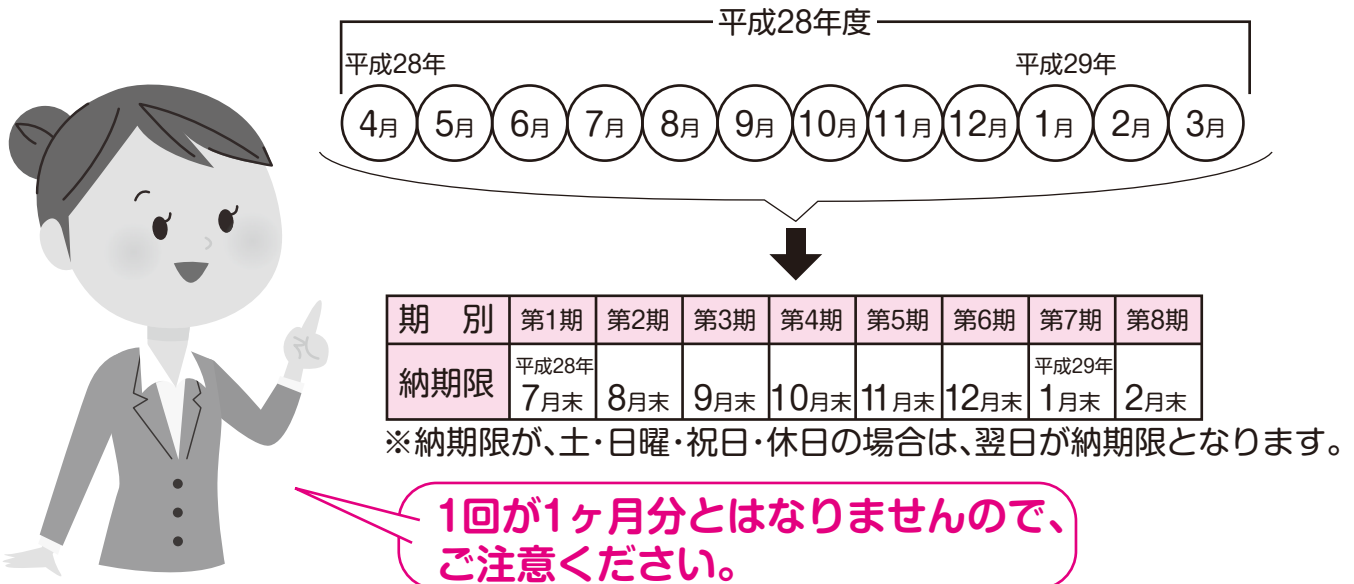 平成28年度
平成28年 平成29年
4月 5月 6月 7月 8月 9月 10月 11月 12月 1月 2月 3月
期 別 第1期 第2期 第3期 第4期 第5期 第6期 第7期 第8期
納期限 平成28年 7月末 8月末 9月末 10月末 11月末 12月末 平成29年 1月末 2月末
※納期限が、土・日曜・祝日・休日の場合は、翌日が納期限となります。
1回が1ヶ月分とはなりませんので、
ご注意ください。